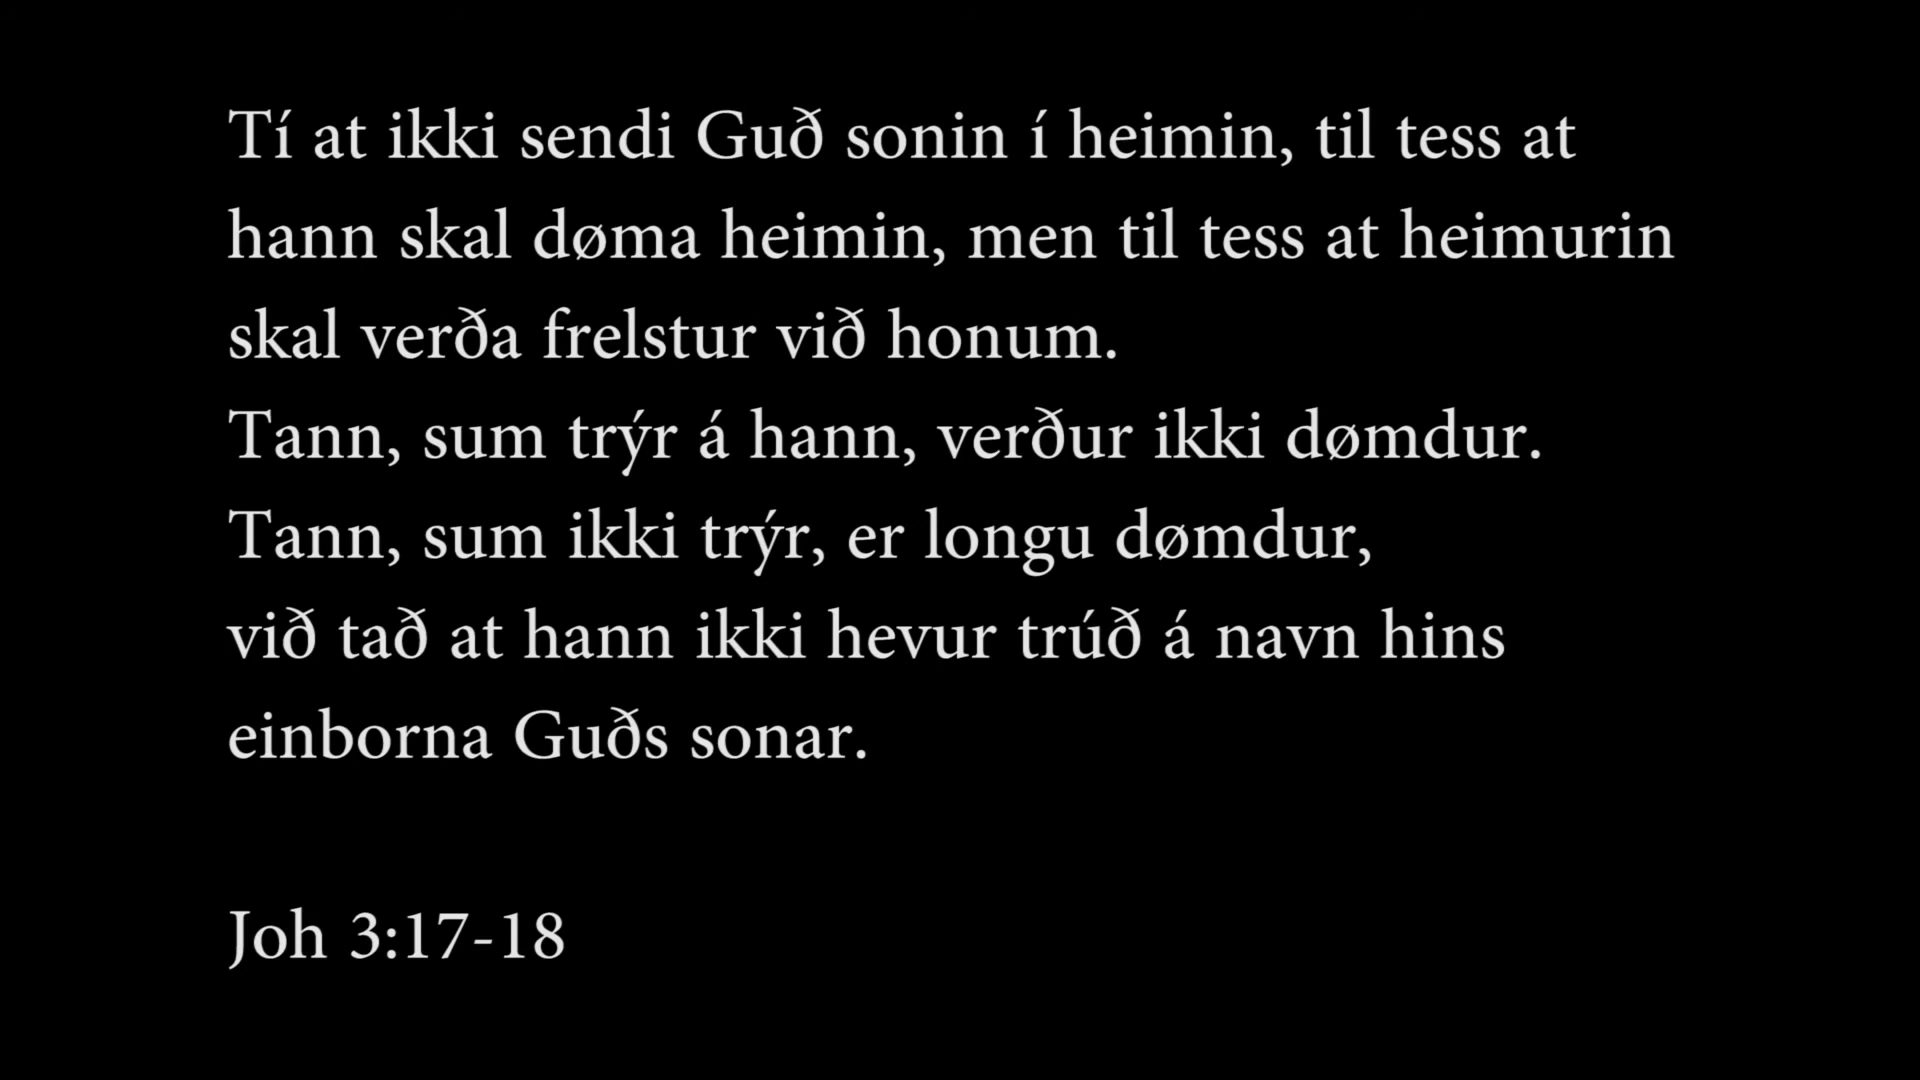 Tí at ikki sendi Guð sonin í heimin, til tess at
hann skal døma heimin, men til tess at heimurin
skal verða frelstur við honum.
Tann, sum trýr á hann, verður ikki dømdur.
Tann, sum ikki trýr, er longu dømdur,
við tað at hann ikki hevur trúð á navn hins
einborna Guðs sonar.
Joh 3:17-18